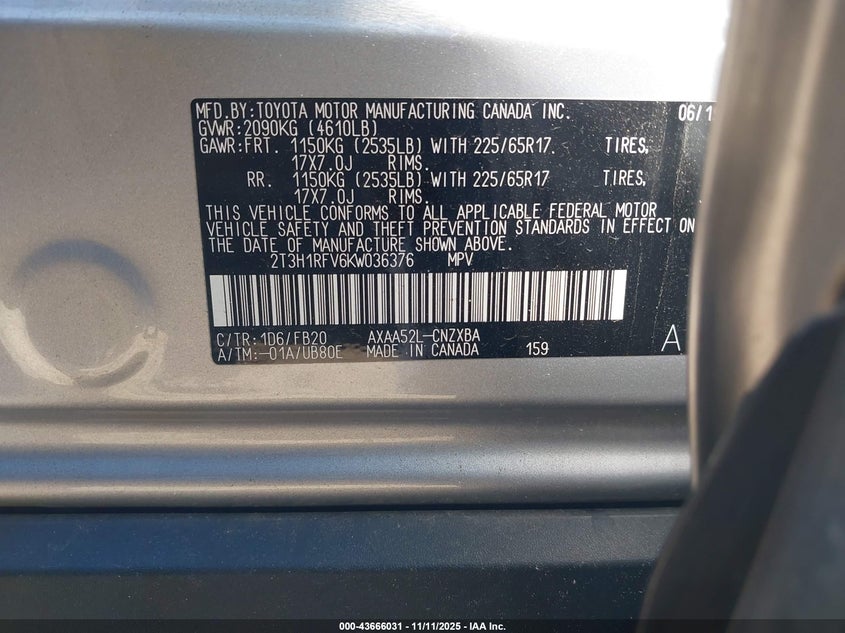 MFD.BY:TOYOTA MOTOR MANUFACTURING CANADA INC. 06/1
GVWR:2090KG (4610LB)
GAWR:FRT. 1150KG (2535LB) WITH 225/65R17 TIRES,
17X7.0J RIMS.
RR. 1150KG (2535LB) WITH 225/65R17 TIRES,
17X7.0J RIMS.
THIS VEHICLE CONFORMS TO ALL APPLICABLE FEDERAL MOTOR
VEHICLE SAFETY AND THEFT PREVENTION STANDARDS IN EFFECT ON
THE DATE OF MANUFACTURE SHOWN ABOVE.
2T3H1RFV6KW036376 MPV
C/TR:1D6/FB20 AXAA52L-CNZXBA A
A/TM:-01A/UB80E MADE IN CANADA 159
000-43666031 - 11/11/2025 - IAA Inc.